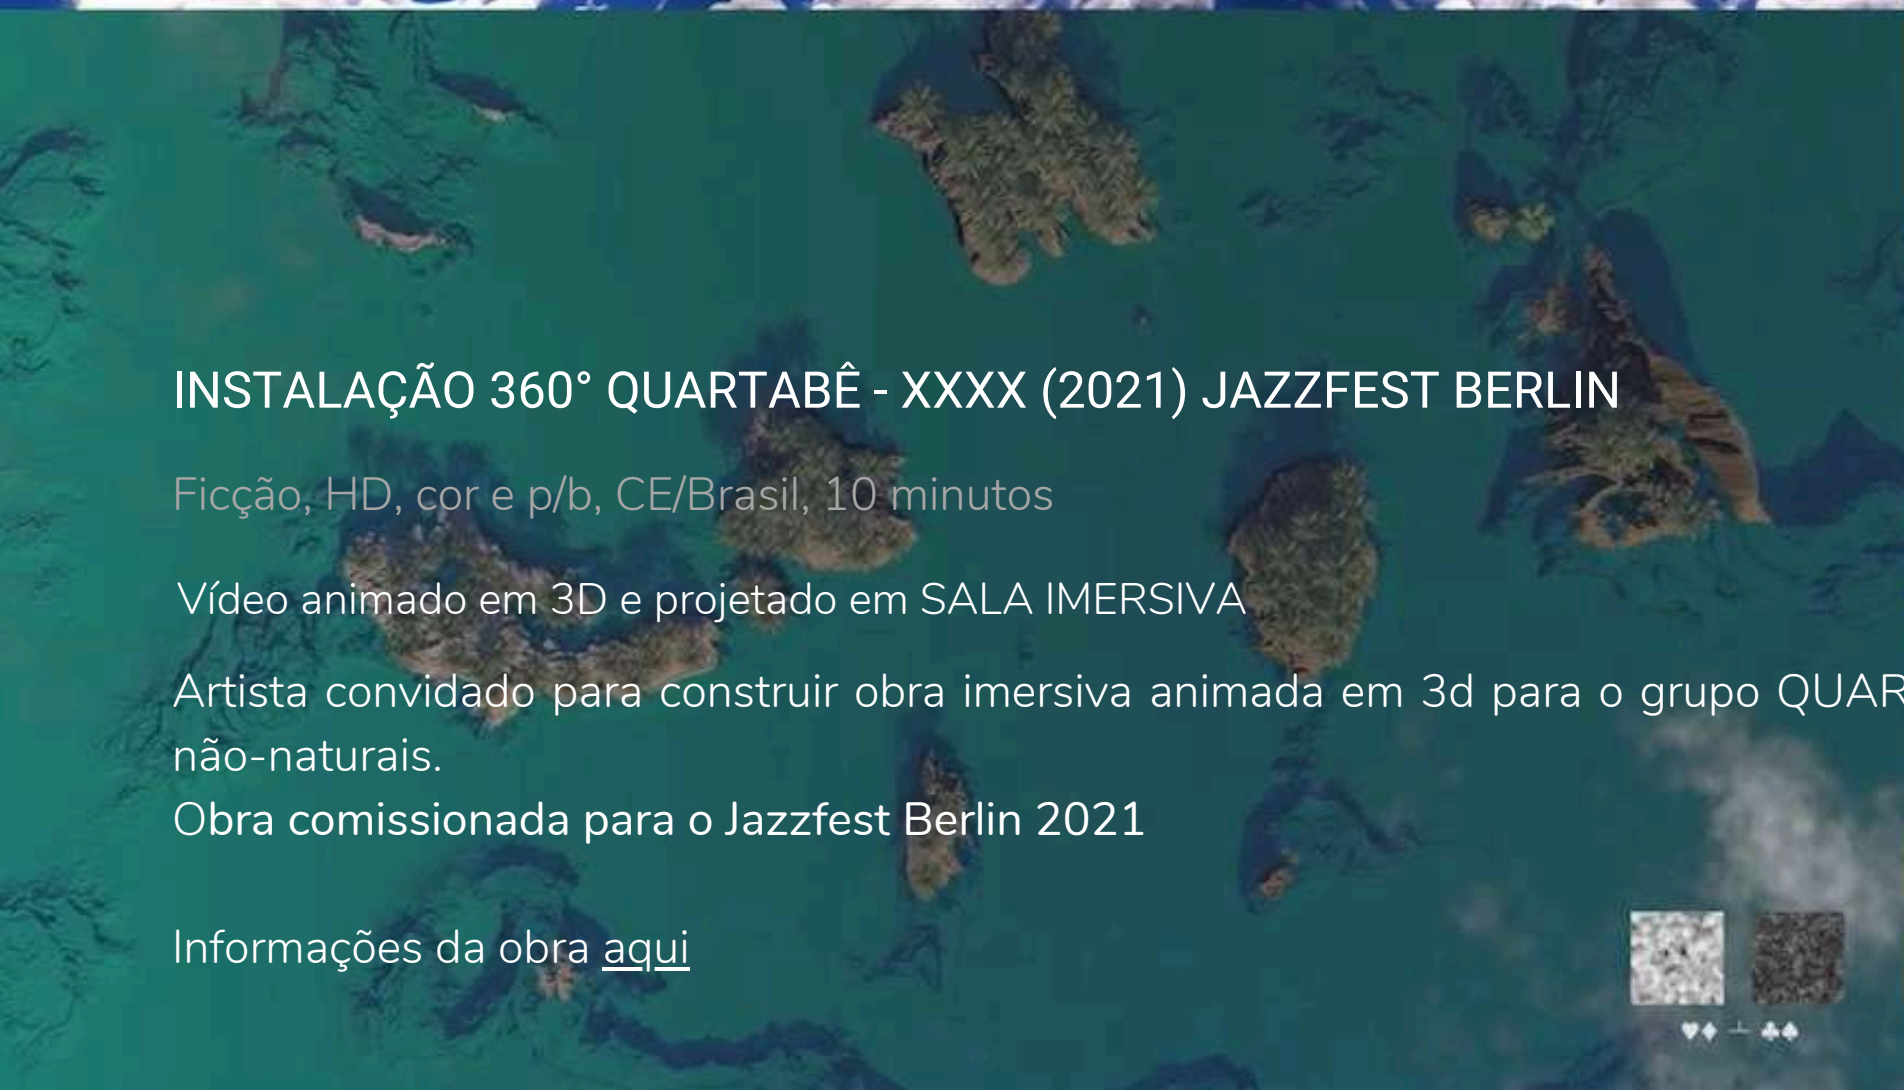 INSTALAÇÃO 360° QUARTABÊ - XXXX (2021) JAZZFEST BERLIN
Ficção, HD, cor e p/b, CE/Brasil, 10 minutos
Vídeo animado em 3D e projetado em SALA IMERSIVA
Artista convidado para construir obra imersiva animada em 3d para o grupo
não-naturais.
Obra comissionada para o Jazzfest Berlin 2021
Informações da obra aqui